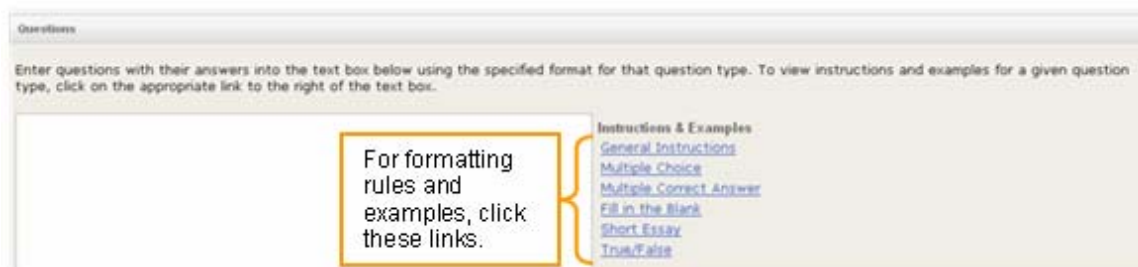 Questions
Enter questions with their answers into the text box below using the specified format for that question type. To view instructions and examples for a given question
type, click on the appropriate link to the right of the text box.
For formatting
rules and
examples, click
these links.
Instructions & Examples
General Instructions
Multiple Choice
Multiple Correct Answer
Fill in the Blank
Short Essay
True/False